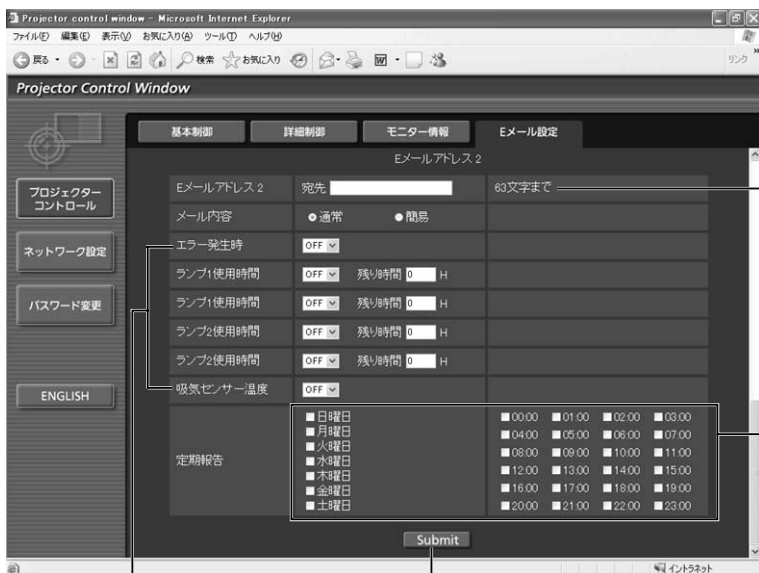 Projector control window - Microsoft Internet Explorer
ファイル(F) 編集(E) 表示(V) お気に入り(A) ツール(T) ヘルプ(H)
戻る 検索 お気に入り リンク
Projector Control Window
基本制御 詳細制御 モニター情報 Eメール設定
Eメールアドレス 2
プロジェクター
コントロール
ネットワーク設定
パスワード変更
ENGLISH
Eメールアドレス 2 宛先 63文字まで
メール内容 通常 簡易
エラー発生時 OFF
ランプ1使用時間 OFF 残り時間 0 H
ランプ1使用時間 OFF 残り時間 0 H
ランプ2使用時間 OFF 残り時間 0 H
ランプ2使用時間 OFF 残り時間 0 H
吸気センサー温度 OFF
定期報告
日曜日
月曜日
火曜日
水曜日
木曜日
金曜日
土曜日
00:00 01:00 02:00 03:00
04:00 05:00 06:00 07:00
08:00 09:00 10:00 11:00
12:00 13:00 14:00 15:00
16:00 17:00 18:00 19:00
20:00 21:00 22:00 23:00
Submit
イントラネット